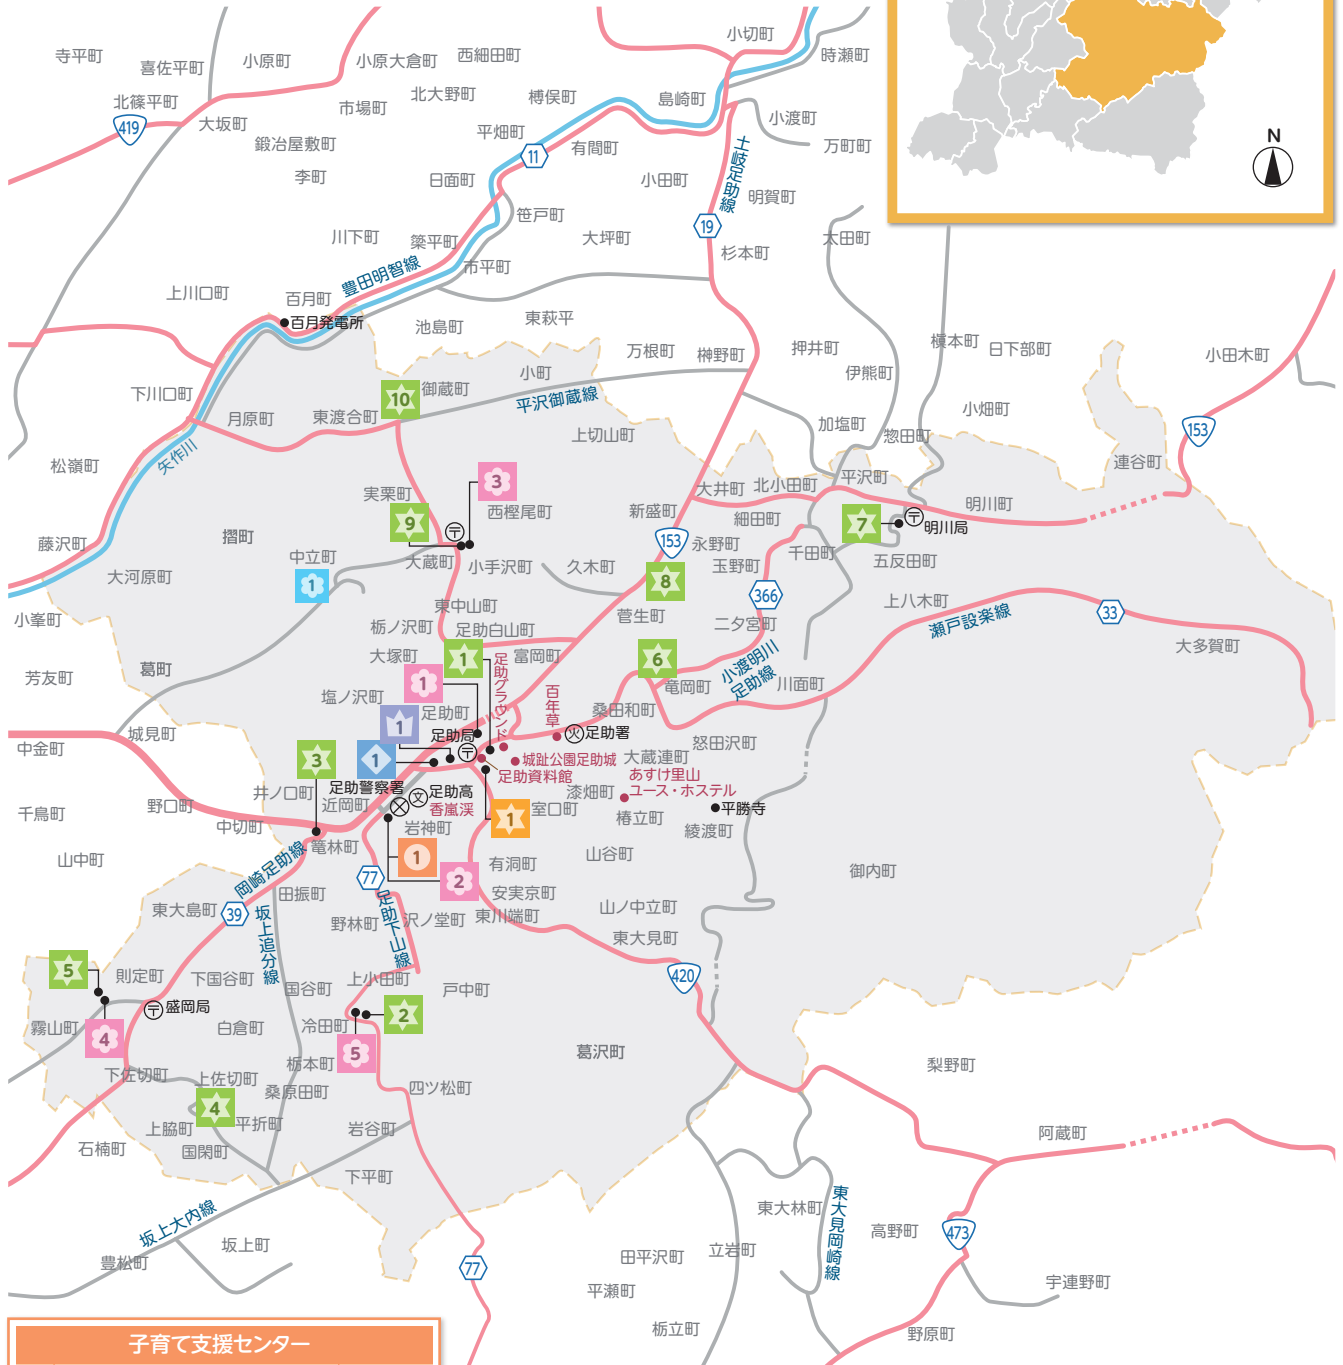 小切町
寺平町
喜佐平町
小原町
小原大倉町
西細田町
時瀬町
北篠平町
419
大坂町
市場町
北大野町
榑俣町
島崎町
小渡町
鍛冶屋敷町
平畑町
11
有間町
土岐足助線
万町町
N
李町
日面町
小田町
明賀町
笹戸町
19
川下町
簗平町
大坪町
杉本町
太田町
豊田明智線
市平町
上川口町
百月町
百月発電所
池島町
東萩平
万根町
榊野町
押井町
槇本町
日下部町
小田木町
下川口町
10
御蔵町
小町
平沢御蔵線
伊熊町
月原町
東渡合町
上切山町
加塩町
小畑町
惣田町
153
松嶺町
矢作川
連谷町
実栗町
3
西樫尾町
新盛町
大井町
北小田町
平沢町
明川町
9
〒
細田町
7
〒
明川局
藤沢町
摺町
中立町
大蔵町
小手沢町
久木町
153
永野町
玉野町
千田町
五反田町
大河原町
1
8
366
上八木町
瀬戸設楽線
33
小峯町
東中山町
菅生町
二タ宮町
栃ノ沢町
足助白山町
大多賀町
芳友町
葛町
大塚町
1
足助グラウンド
富岡町
6
小渡明川
足助線
1
竜岡町
川面町
塩ノ沢町
足助町
百年草
桑田和町
1
足助局
火
足助署
怒田沢町
中金町
城見町
3
1
〒
城趾公園足助城
大蔵連町
足助資料館
あすけ里山
ユース・ホステル
井ノ口町
足助警察署
文
足助高
漆畑町
千鳥町
野口町
近岡町
香嵐渓
1
室口町
椿立町
平勝寺
中切町
岩神町
綾渡町
山中町
岡崎足助線
篭林町
1
有洞町
山谷町
御内町
77
2
安実京町
東大島町
39
田振町
坂上追分線
野林町
足助下山線
沢ノ堂町
東川端町
山ノ中立町
東大見町
5
則定町
下国谷町
国谷町
上小田町
戸中町
420
〒
盛岡局
霧山町
4
白倉町
冷田町
2
葛沢町
5
栃本町
下佐切町
上佐切町
桑原田町
四ツ松町
梨野町
4
上脇町
平折町
岩谷町
阿蔵町
石楠町
国閑町
下平町
坂上大内線
東大林町
東大見岡崎線
高野町
473
豊松町
坂上町
77
田平沢町
立岩町
平瀬町
宇連野町
栃立町
野原町
子育て支援センター